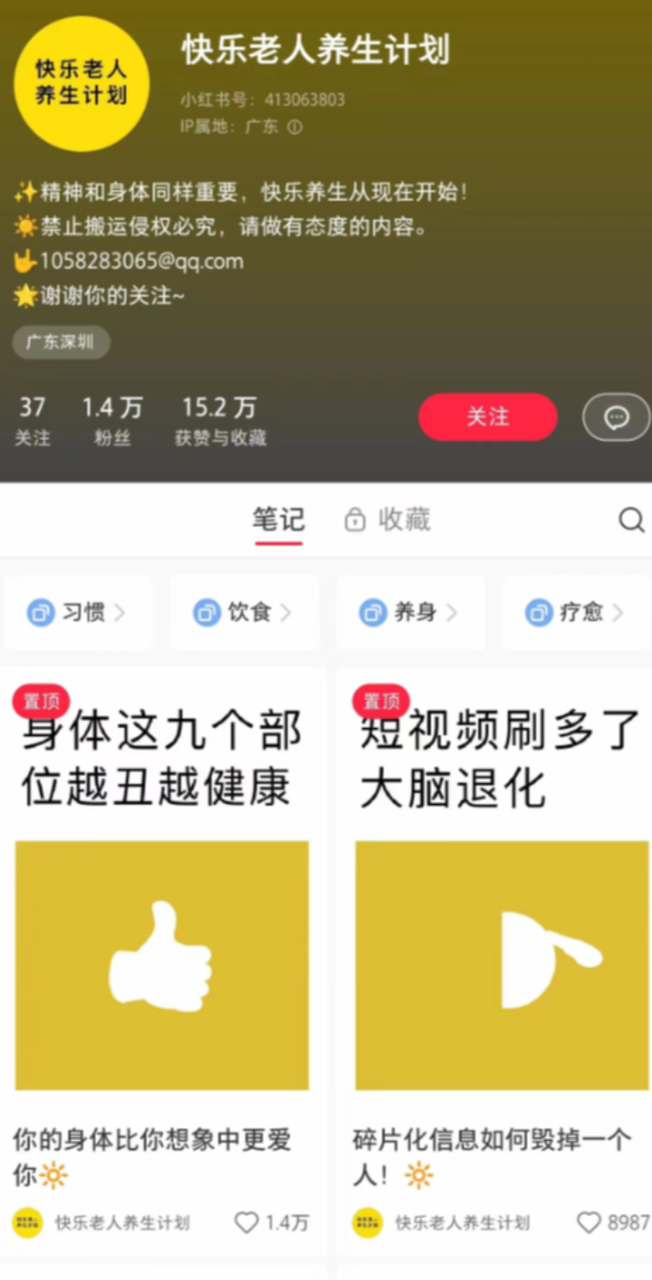 快乐老人
养生计划
快乐老人养生计划
小红书号：413063803
IP属地：广东
✨精神和身体同样重要，快乐养生从现在开始！
☀️禁止搬运侵权必究，请做有态度的内容。
🤟1058283065@qq.com
🌟谢谢你的关注~
广东深圳
37 1.4万 15.2万
关注 粉丝 获赞与收藏
关注
笔记 收藏
习惯 饮食 养身 疗愈
置顶
身体这九个部
位越丑越健康
你的身体比你想象中更爱
你🔆
快乐老人养生计划 1.4万
置顶
短视频刷多了
大脑退化
碎片化信息如何毁掉一个
人！🔆
快乐老人养生计划 8987